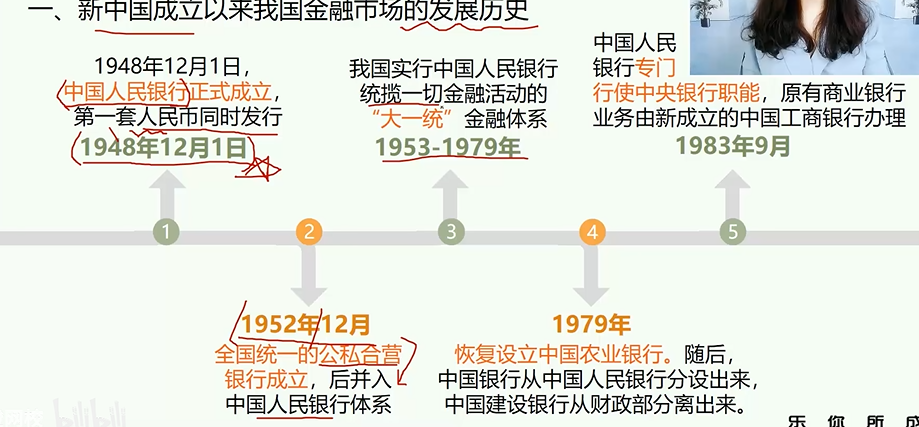 一、新中国成立以来我国金融市场的发展历史
1948年12月1日，
中国人民银行正式成立，
第一套人民币同时发行
1948年12月1日
我国实行中国人民银行
统揽一切金融活动的
“大一统”金融体系
1953-1979年
中国人民
银行专门
行使中央银行职能，原有商业银行
业务由新成立的中国工商银行办理
1983年9月
1
2
3
4
5
1952年12月
全国统一的公私合营
银行成立，后并入
中国人民银行体系
1979年
恢复设立中国农业银行。随后，
中国银行从中国人民银行分设出来，
中国建设银行从财政部分离出来。
bilibili
乐你所成